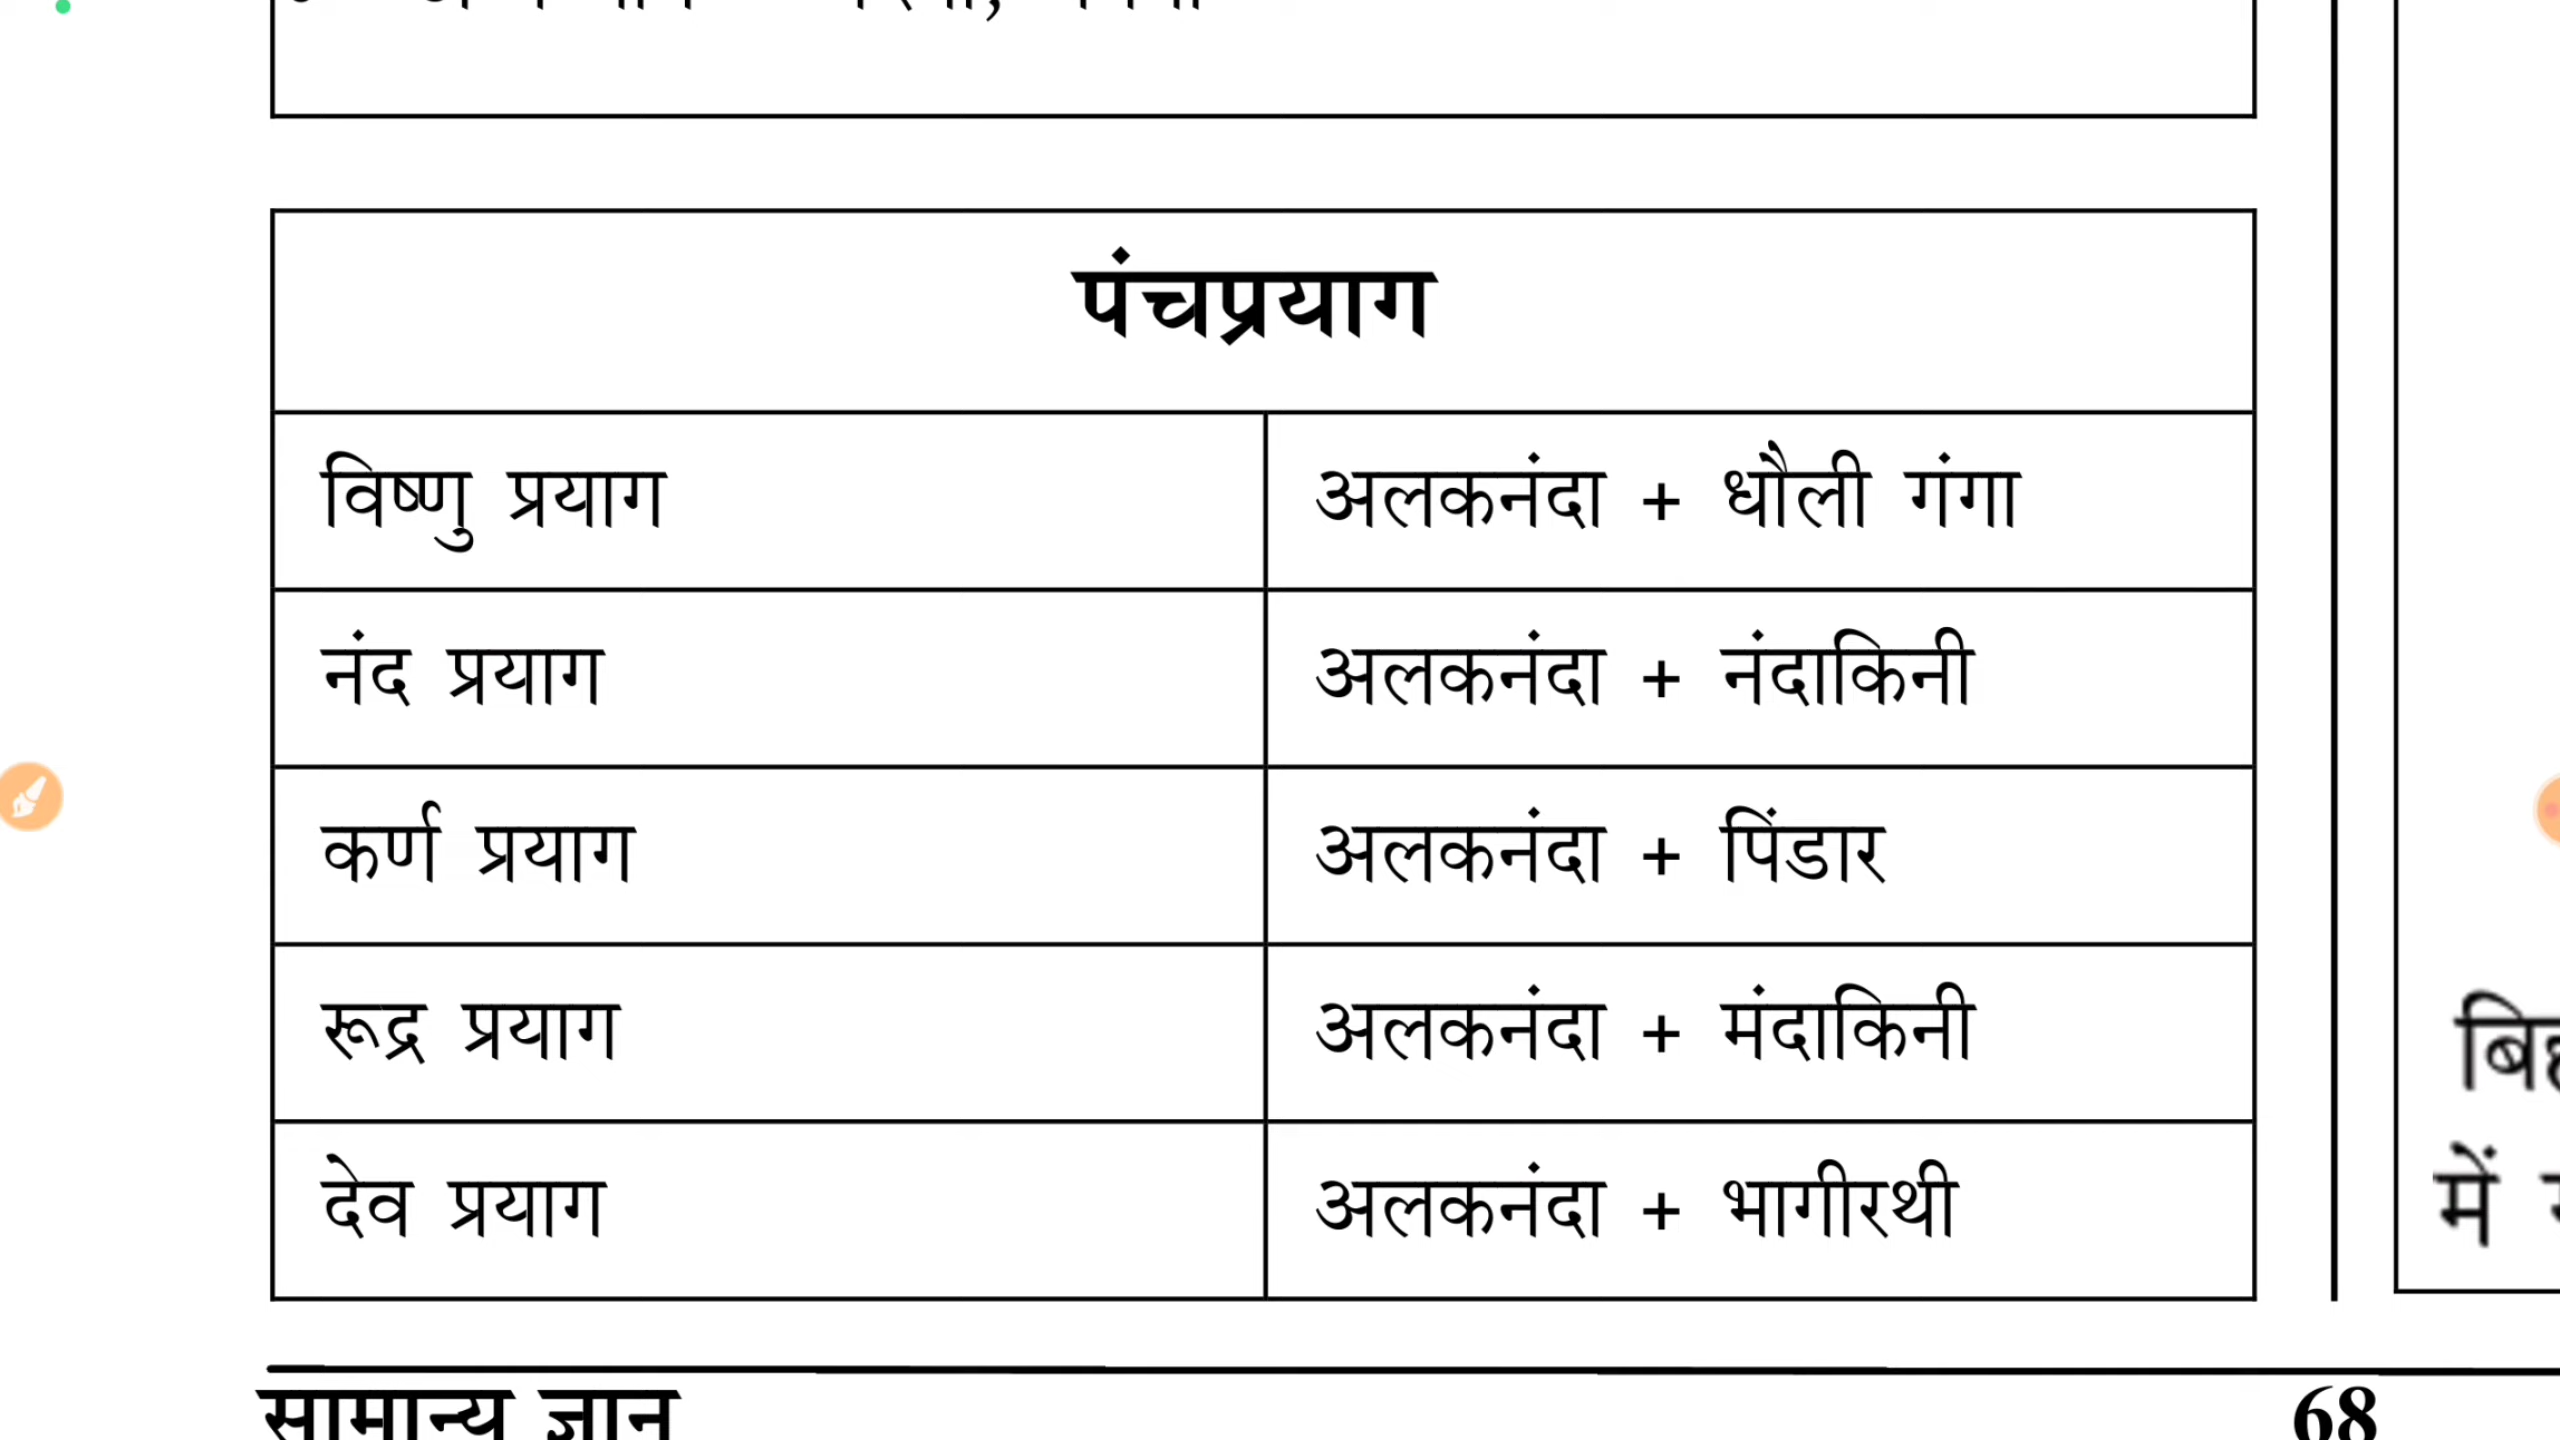 पंचप्रयाग
विष्णु प्रयाग अलकनंदा + धौली गंगा
नंद प्रयाग अलकनंदा + नंदाकिनी
कर्ण प्रयाग अलकनंदा + पिंडार
रूद्र प्रयाग अलकनंदा + मंदाकिनी
देव प्रयाग अलकनंदा + भागीरथी
में
सामान्य ज्ञान 68